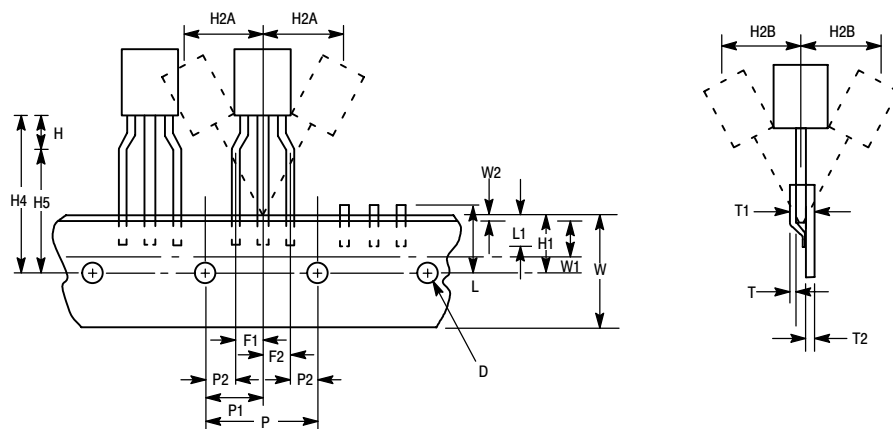 H2A H2A
H2B H2B
H
W2
H4 H5
L1 H1
W1
W
L
T1
T
T2
F1
F2
P2 P2
P1
P
D